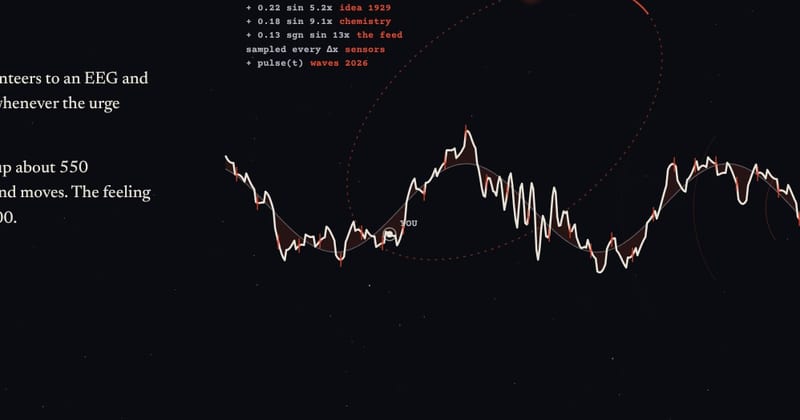 + 0.22 sin 5.2x idea 1929
+ 0.18 sin 9.1x chemistry
+ 0.13 sgn sin 13x the feed
sampled every Δx sensors
+ pulse(t) waves 2026
nteers to an EEG and
whenever the urge
up about 550
nd moves. The feeling
00.
YOU